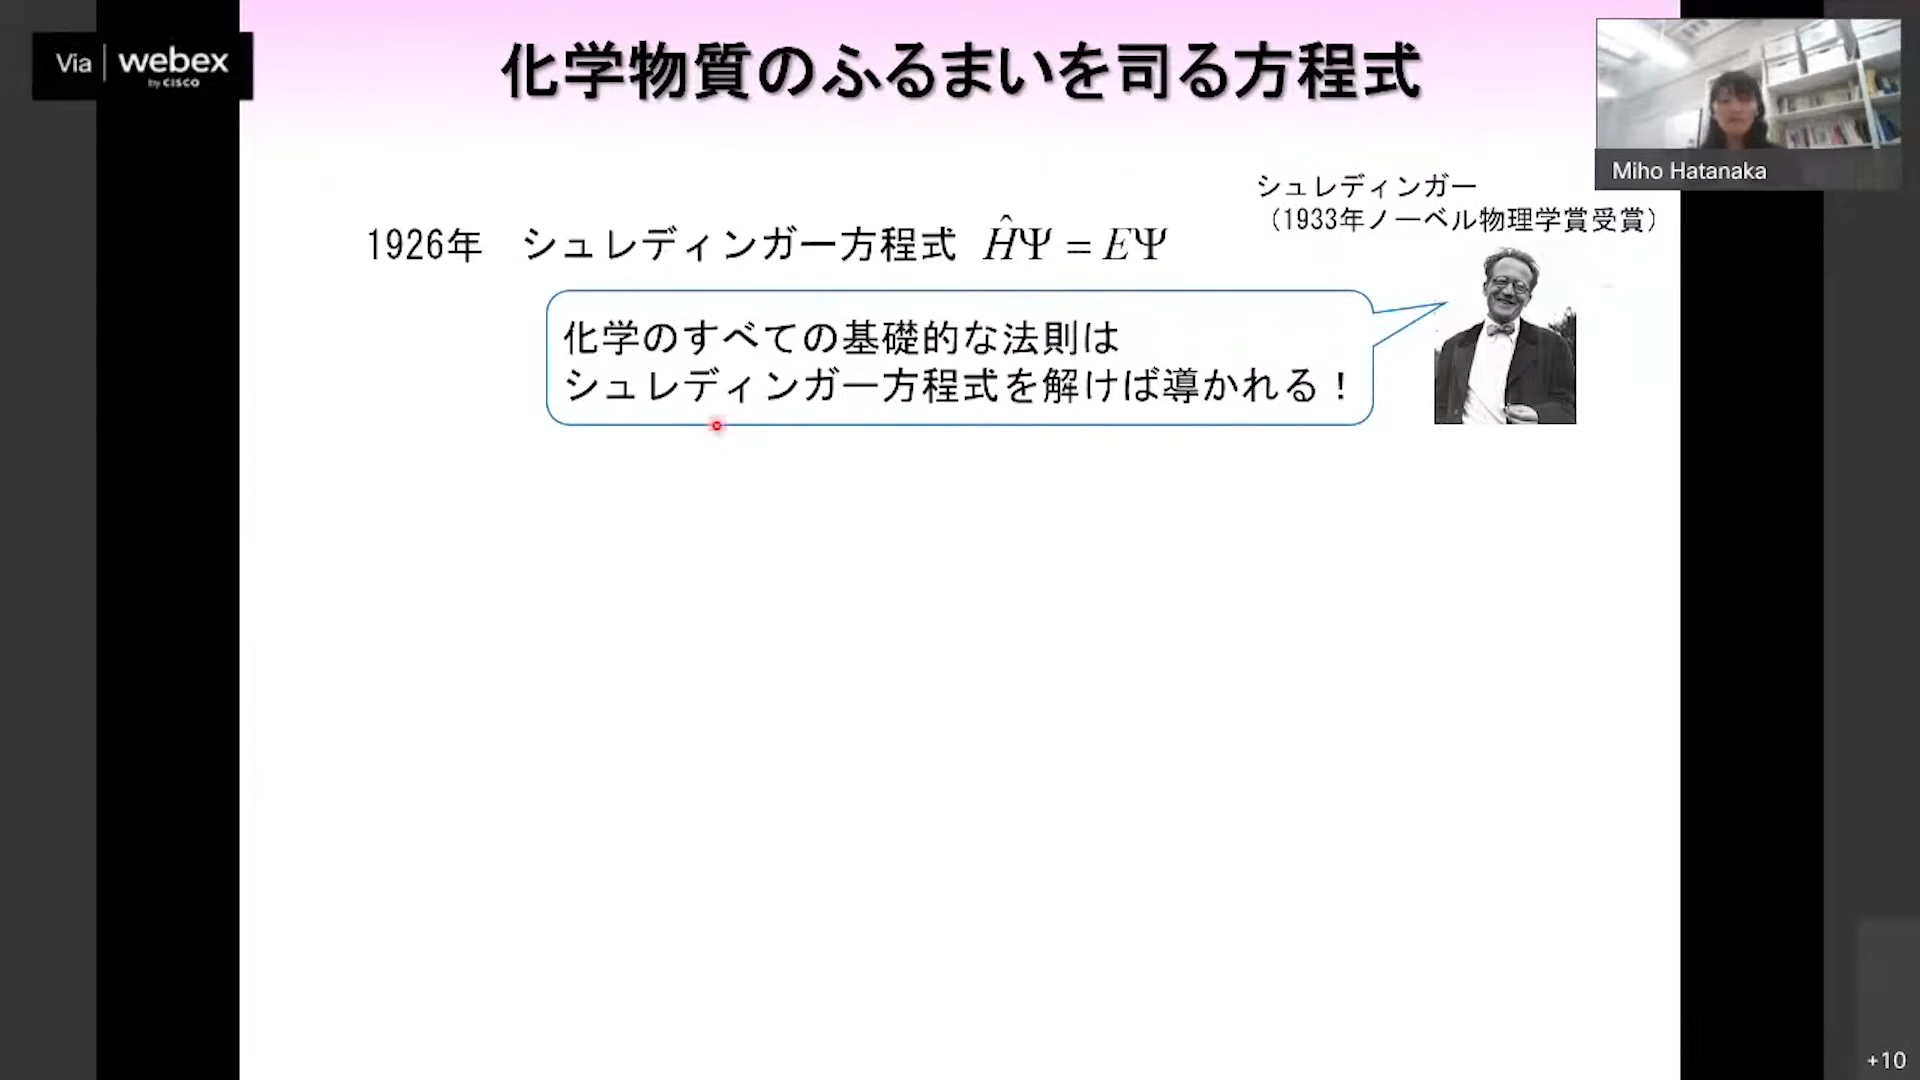 Via webex
by CISCO
化学物質のふるまいを司る方程式
Miho Hatanaka
シュレディンガー
（1933年ノーベル物理学賞受賞）
1926年 シュレディンガー方程式 ĤΨ = EΨ
化学のすべての基礎的な法則は
シュレディンガー方程式を解けば導かれる！
+10